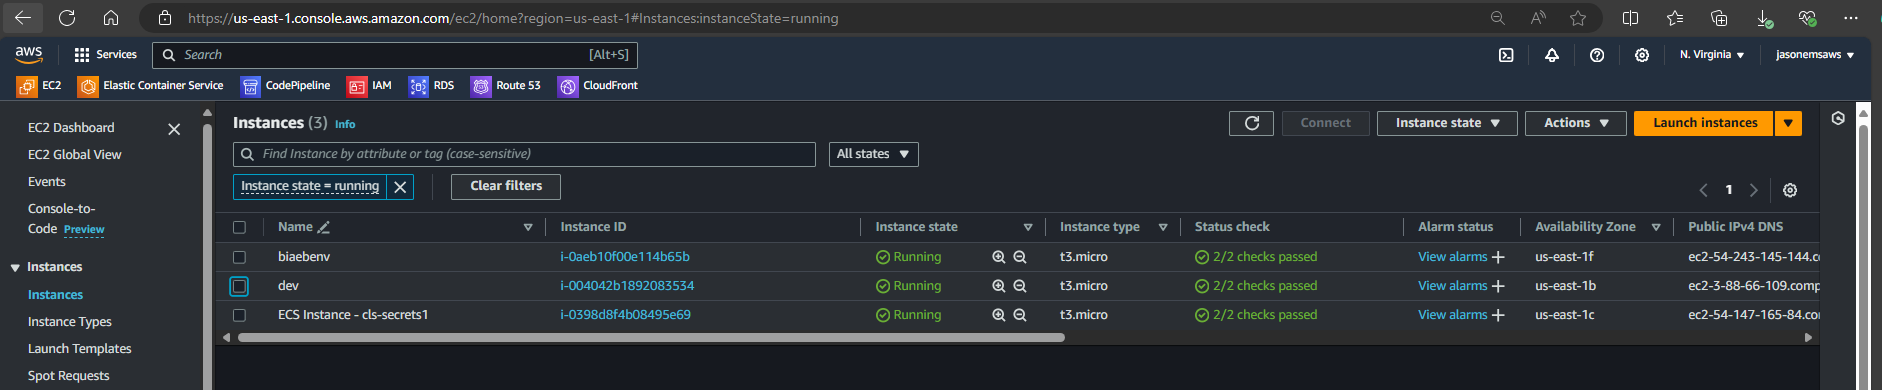 https://us-east-1.console.aws.amazon.com/ec2/home?region=us-east-1#Instances:instanceState=running
aws Services Search [Alt+S] N. Virginia jasonemsaws
EC2 Elastic Container Service CodePipeline IAM RDS Route 53 CloudFront
EC2 Dashboard
EC2 Global View
Events
Console-to-
Code Preview
Instances
Instances
Instance Types
Launch Templates
Spot Requests
Instances (3) Info Connect Instance state Actions Launch instances
Find Instance by attribute or tag (case-sensitive) All states
Instance state = running Clear filters 1
Name Instance ID Instance state Instance type Status check Alarm status Availability Zone Public IPv4 DNS
biaebenv i-0aeb10f00e114b65b Running t3.micro 2/2 checks passed View alarms us-east-1f ec2-54-243-145-144.co
dev i-004042b1892083534 Running t3.micro 2/2 checks passed View alarms us-east-1b ec2-3-88-66-109.comp
ECS Instance - cls-secrets1 i-0398d8f4b08495e69 Running t3.micro 2/2 checks passed View alarms us-east-1c ec2-54-147-165-84.co